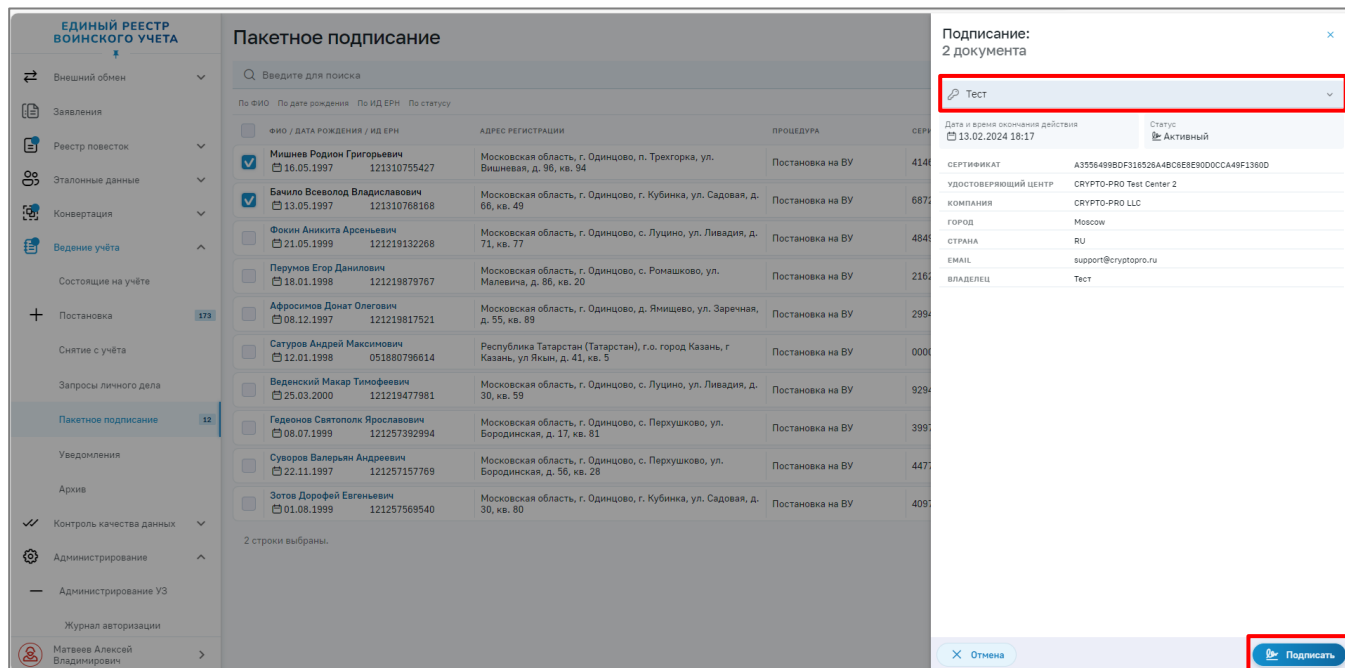 ЕДИНЫЙ РЕЕСТР
ВОИНСКОГО УЧЕТА
Внешний обмен
Заявления
Реестр повесток
Эталонные данные
Конвертация
Ведение учёта
Состоящие на учёте
Постановка 173
Снятие с учёта
Запросы личного дела
Пакетное подписание 12
Уведомления
Архив
Контроль качества данных
Администрирование
Администрирование УЗ
Журнал авторизации
Матвеев Алексей
Владимирович
Пакетное подписание
Введите для поиска
По ФИО По дате рождения По ИД ЕРН По статусу
ФИО / ДАТА РОЖДЕНИЯ / ИД ЕРН АДРЕС РЕГИСТРАЦИИ ПРОЦЕДУРА СЕРИ
Мишнев Родион Григорьевич
16.05.1997 121310755427
Московская область, г. Одинцово, п. Трехгорка, ул.
Вишневая, д. 96, кв. 94
Постановка на ВУ 4146
Бачило Всеволод Владиславович
13.05.1997 121310768168
Московская область, г. Одинцово, г. Кубинка, ул. Садовая, д.
66, кв. 49
Постановка на ВУ 6872
Фокин Аникита Арсеньевич
21.05.1999 121219132268
Московская область, г. Одинцово, с. Луцино, ул. Ливадия, д.
71, кв. 77
Постановка на ВУ 4849
Перумов Егор Данилович
18.01.1998 121219879767
Московская область, г. Одинцово, с. Ромашково, ул.
Малевича, д. 86, кв. 20
Постановка на ВУ 2162
Афросимов Донат Олегович
08.12.1997 121219817521
Московская область, г. Одинцово, д. Ямищево, ул. Заречная,
д. 55, кв. 89
Постановка на ВУ 2994
Сатуров Андрей Максимович
12.01.1998 051880796614
Республика Татарстан (Татарстан), г.о. город Казань, г
Казань, ул Якын, д. 41, кв. 5
Постановка на ВУ 0000
Веденский Макар Тимофеевич
25.03.2000 121219477981
Московская область, г. Одинцово, с. Луцино, ул. Ливадия, д.
30, кв. 59
Постановка на ВУ 9294
Гедеонов Святополк Ярославович
08.07.1999 121257392994
Московская область, г. Одинцово, с. Перхушково, ул.
Бородинская, д. 17, кв. 81
Постановка на ВУ 3997
Суворов Валерьян Андреевич
22.11.1997 121257157769
Московская область, г. Одинцово, с. Перхушково, ул.
Бородинская, д. 56, кв. 28
Постановка на ВУ 4477
Зотов Дорофей Евгеньевич
01.08.1999 121257569540
Московская область, г. Одинцово, г. Кубинка, ул. Садовая, д.
30, кв. 80
Постановка на ВУ 4097
2 строки выбраны.
Подписание:
2 документа
Тест
Дата и время окончания действия
13.02.2024 18:17
Статус
Активный
СЕРТИФИКАТ A3556499BDF316526A4BC6E8E90D0CCA49F1360D
УДОСТОВЕРЯЮЩИЙ ЦЕНТР CRYPTO-PRO Test Center 2
КОМПАНИЯ CRYPTO-PRO LLC
ГОРОД Moscow
СТРАНА RU
EMAIL support@cryptopro.ru
ВЛАДЕЛЕЦ Тест
Отмена
Подписать